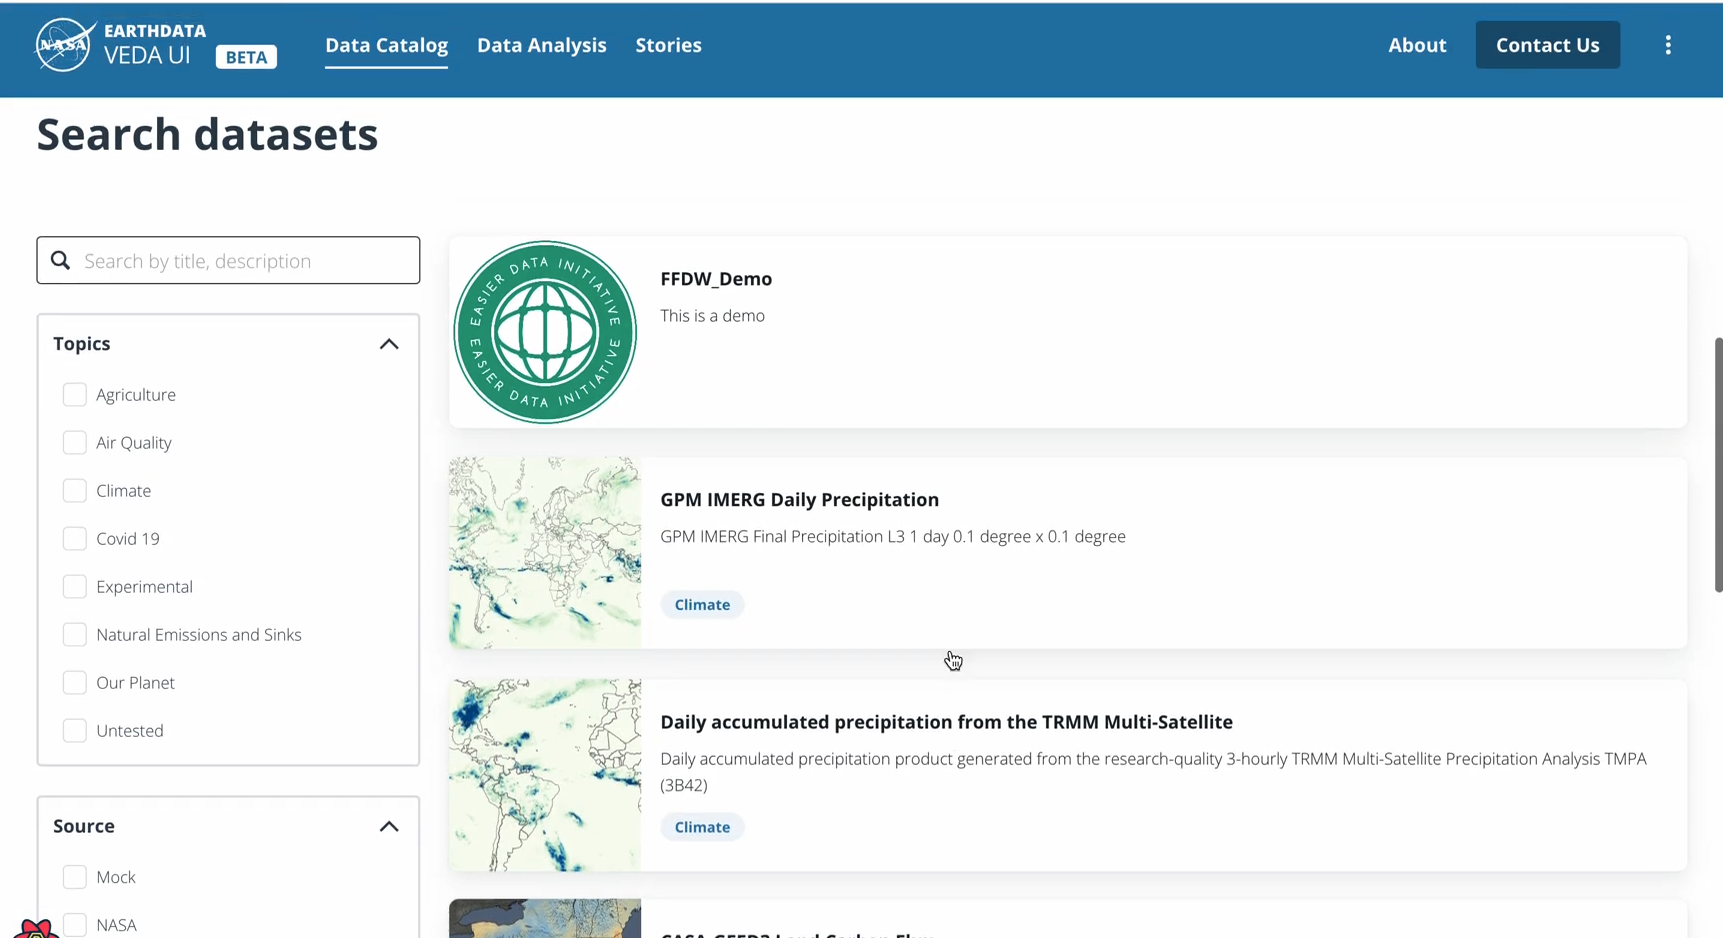 NASA
EARTHDATA
VEDA UI BETA
Data Catalog Data Analysis Stories
About Contact Us
Search datasets
Search by title, description
Topics
Agriculture
Air Quality
Climate
Covid 19
Experimental
Natural Emissions and Sinks
Our Planet
Untested
Source
Mock
NASA
EASIER DATA INITIATIVE
EASIER DATA INITIATIVE
FFDW_Demo
This is a demo
GPM IMERG Daily Precipitation
GPM IMERG Final Precipitation L3 1 day 0.1 degree x 0.1 degree
Climate
Daily accumulated precipitation from the TRMM Multi-Satellite
Daily accumulated precipitation product generated from the research-quality 3-hourly TRMM Multi-Satellite Precipitation Analysis TMPA
(3B42)
Climate